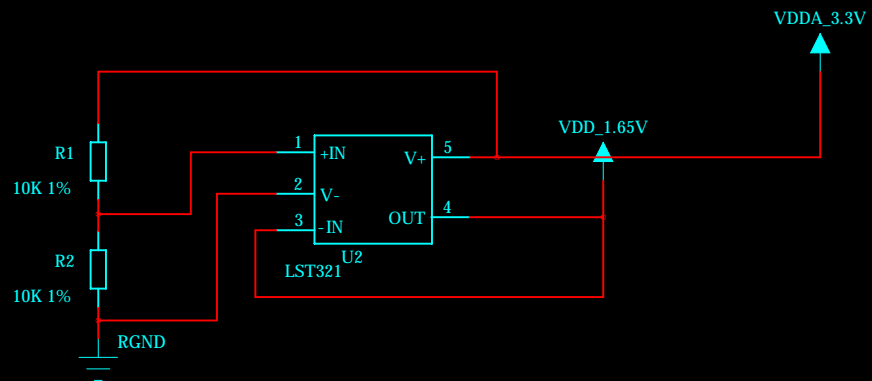 VDDA_3.3V
VDD_1.65V
R1
10K 1%
1
+IN
V+
5
2
V-
3
-IN
OUT
4
R2
10K 1%
U2
LST321
RGND